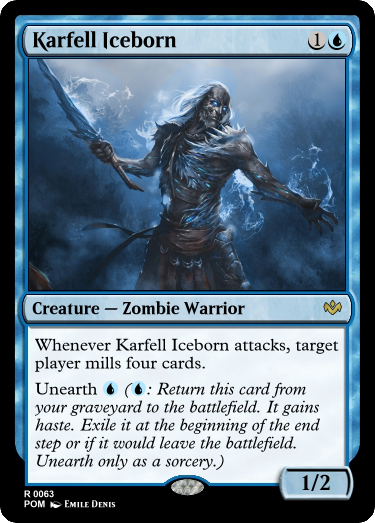 Karfell Iceborn 1
Creature — Zombie Warrior
Whenever Karfell Iceborn attacks, target
player mills four cards.
Unearth (: Return this card from
your graveyard to the battlefield. It gains
haste. Exile it at the beginning of the end
step or if it would leave the battlefield.
Unearth only as a sorcery.)
1/2
R 0063
POM Emile Denis